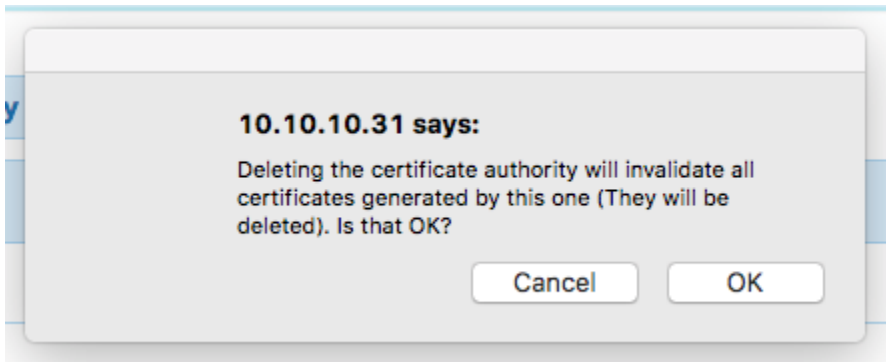 y
10.10.10.31 says:
Deleting the certificate authority will invalidate all
certificates generated by this one (They will be
deleted). Is that OK?
Cancel
OK